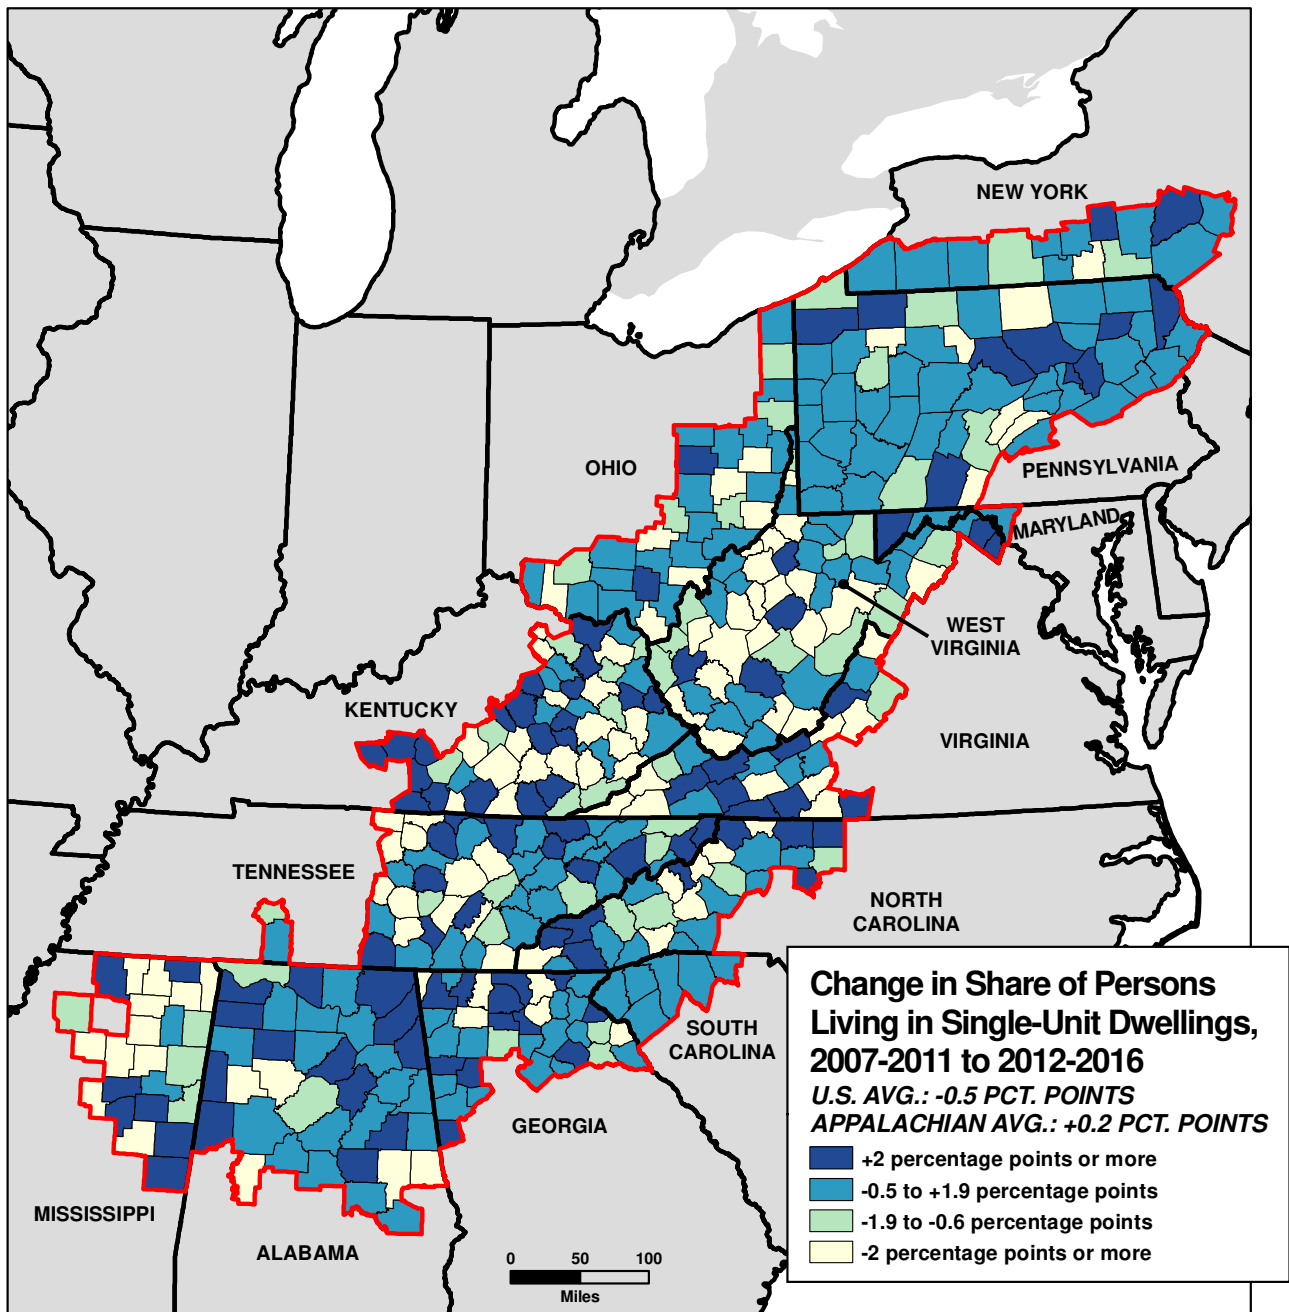 NEW YORK
OHIO
PENNSYLVANIA
MARYLAND
WEST
VIRGINIA
KENTUCKY
VIRGINIA
TENNESSEE
NORTH
CAROLINA
SOUTH
CAROLINA
GEORGIA
MISSISSIPPI
ALABAMA
Change in Share of Persons
Living in Single-Unit Dwellings,
2007-2011 to 2012-2016
U.S. AVG.: -0.5 PCT. POINTS
APPALACHIAN AVG.: +0.2 PCT. POINTS
+2 percentage points or more
-0.5 to +1.9 percentage points
-1.9 to -0.6 percentage points
-2 percentage points or more
0 50 100
Miles